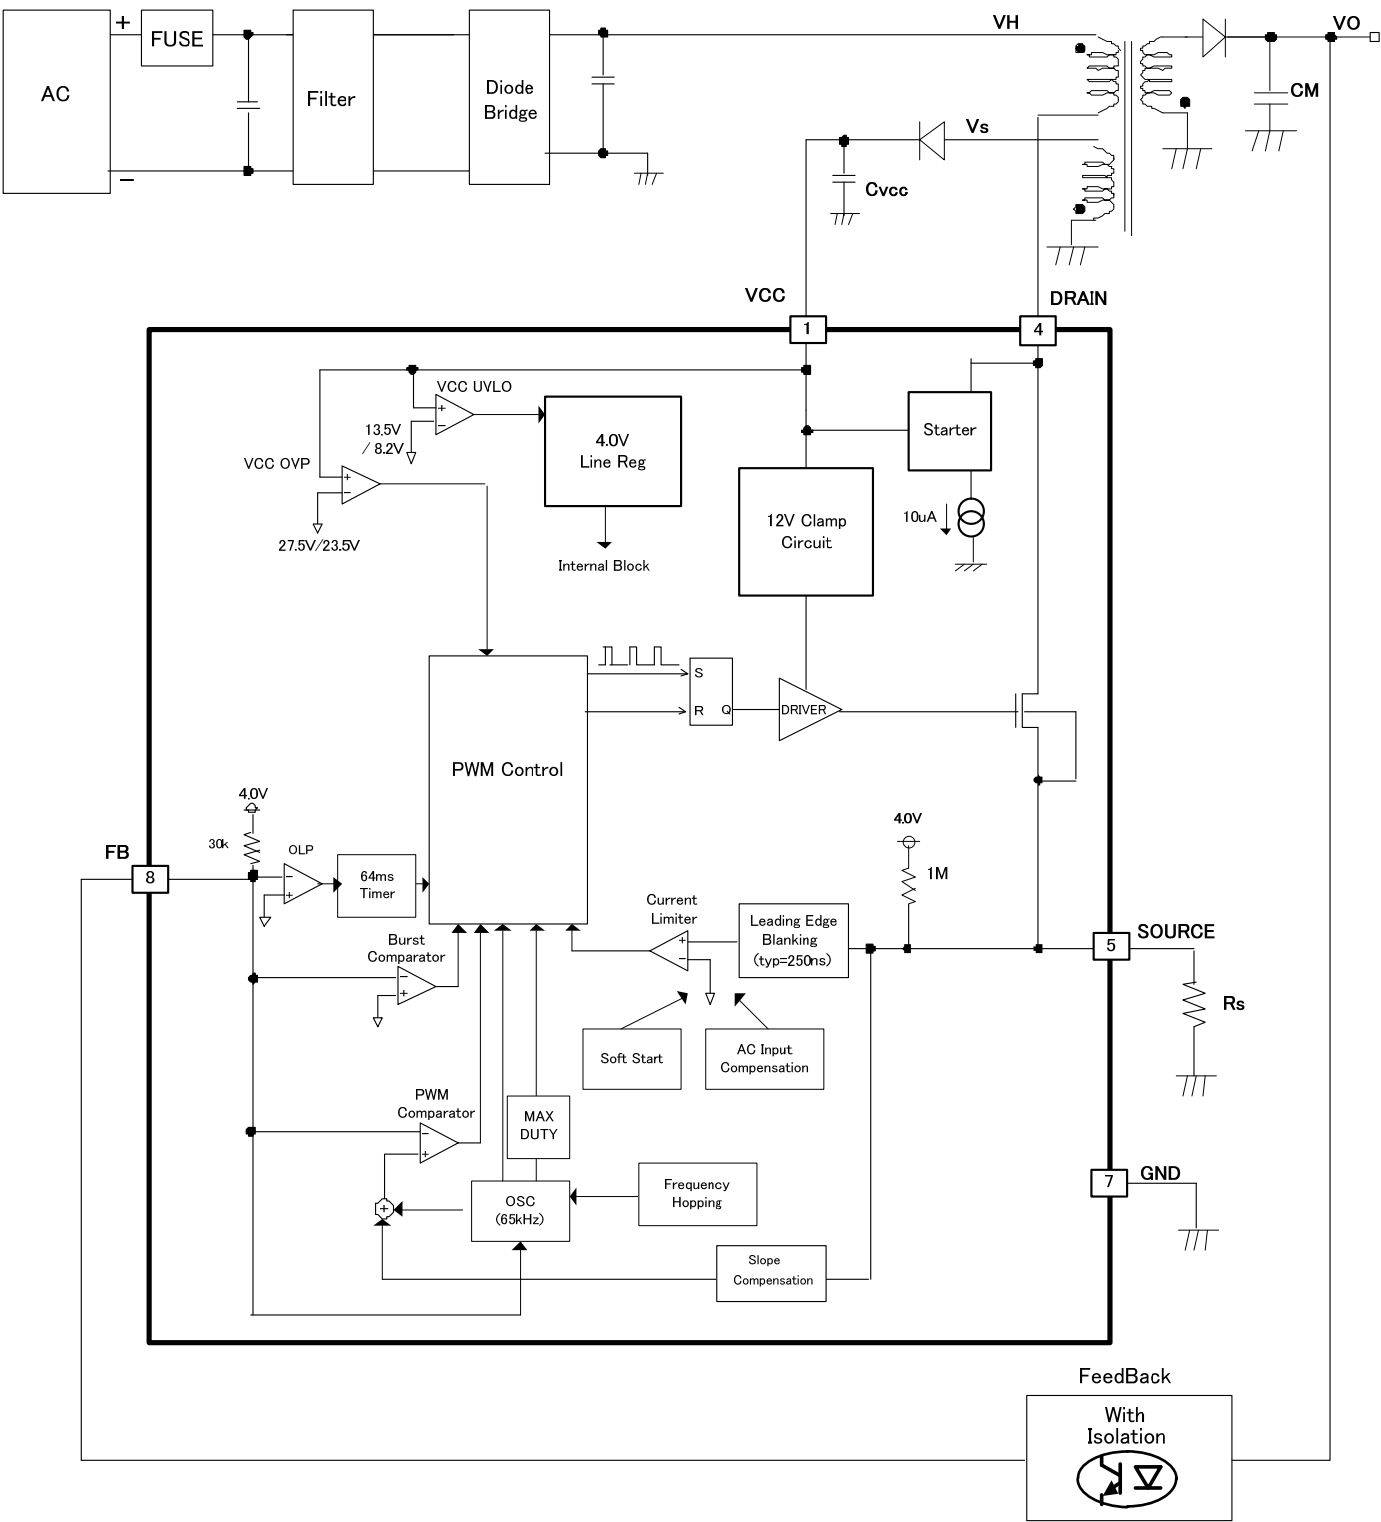 VH
VO
+
FUSE
AC
Filter
Diode
Bridge
CM
Vs
Cvcc
−
VCC
DRAIN
1
4
VCC UVLO
+
−
13.5V
/ 8.2V
4.0V
Line Reg
Starter
VCC OVP
+
−
27.5V/23.5V
12V Clamp
Circuit
10uA
Internal Block
S
R
Q
DRIVER
PWM Control
4.0V
30k
4.0V
1M
FB
8
OLP
−
+
64ms
Timer
Current
Limiter
+
−
Leading Edge
Blanking
(typ=250ns)
SOURCE
5
Burst
Comparator
−
+
Rs
Soft Start
AC Input
Compensation
PWM
Comparator
−
+
MAX
DUTY
GND
7
Frequency
Hopping
OSC
(65kHz)
+
Slope
Compensation
FeedBack
With
Isolation